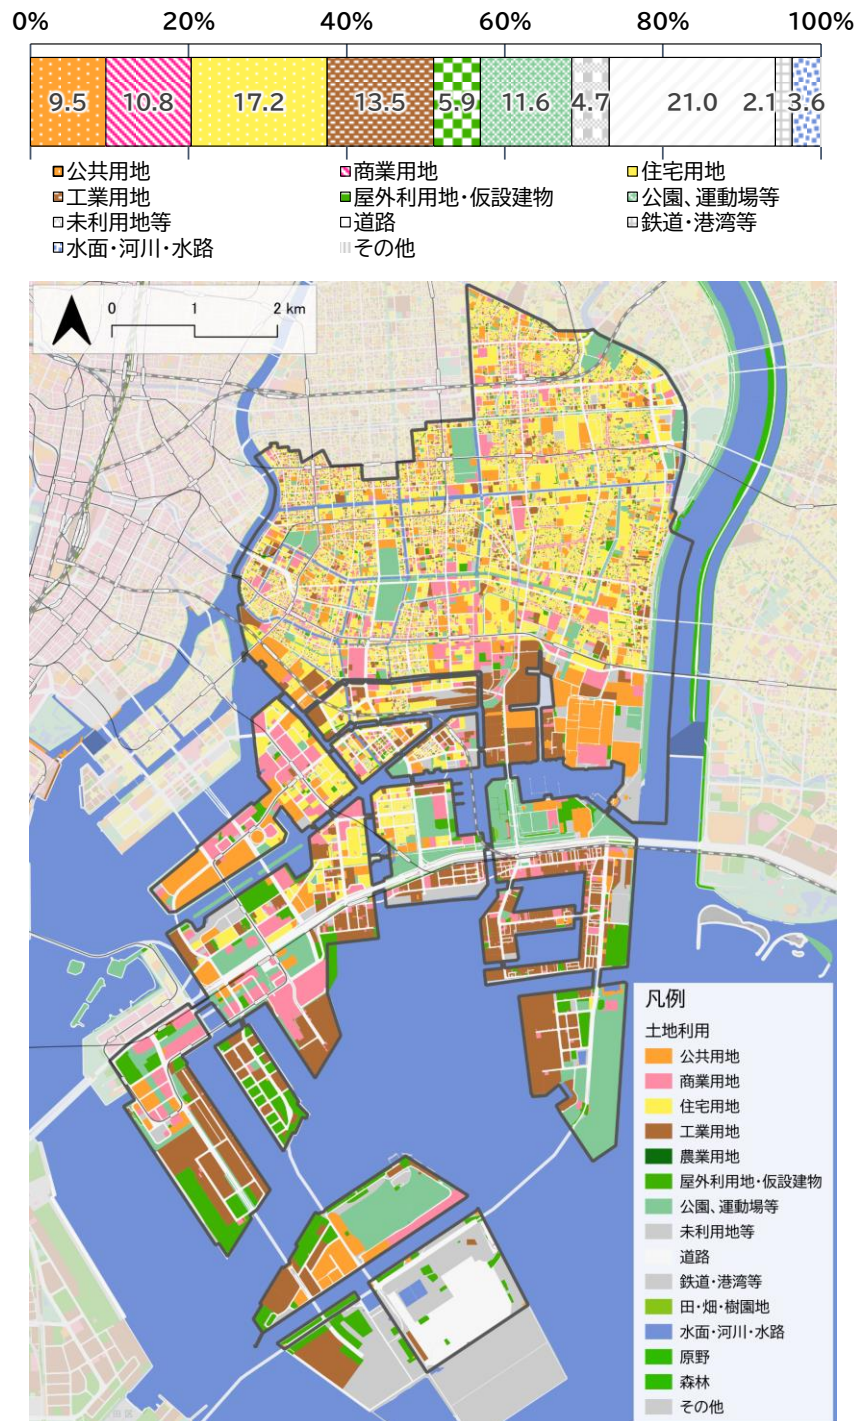 0% 20% 40% 60% 80% 100%
9.5 10.8 17.2 13.5 5.9 11.6 4.7 21.0 2.1 3.6
公共用地 商業用地 住宅用地
工業用地 屋外利用地・仮設建物 公園、運動場等
未利用地等 道路 鉄道・港湾等
水面・河川・水路 その他
0 1 2 km
凡例
土地利用
公共用地
商業用地
住宅用地
工業用地
農業用地
屋外利用地・仮設建物
公園、運動場等
未利用地等
道路
鉄道・港湾等
田・畑・樹園地
水面・河川・水路
原野
森林
その他